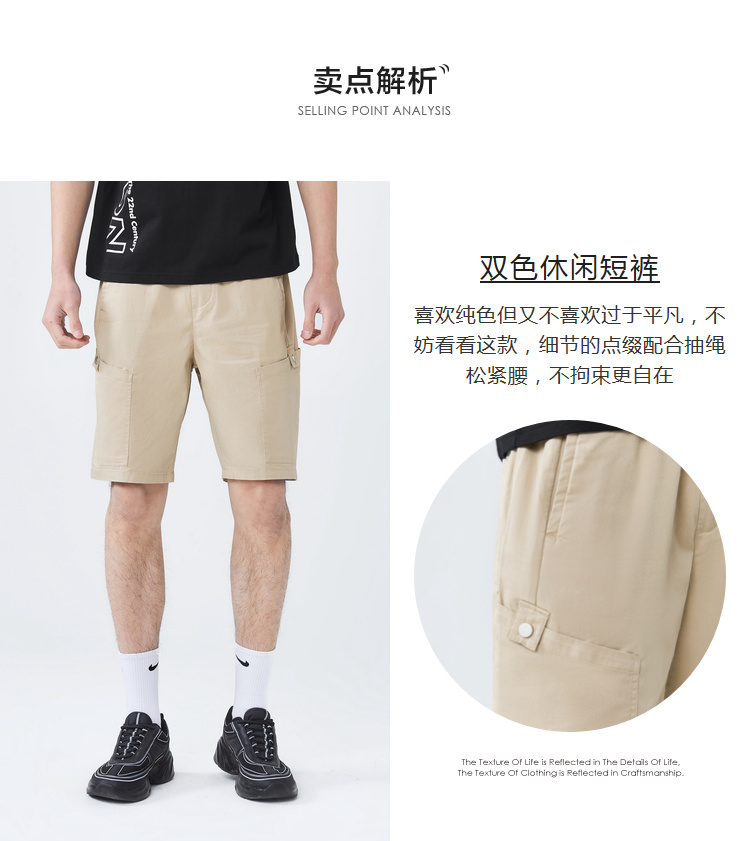 卖点解析
SELLING POINT ANALYSIS
The 22nd Century
双色休闲短裤
喜欢纯色但又不喜欢过于平凡，不
妨看看这款，细节的点缀配合抽绳
松紧腰，不拘束更自在
The Texture Of Life is Reflected in The Details Of Life,
The Texture Of Clothing is Reflected in Craftsmanship.